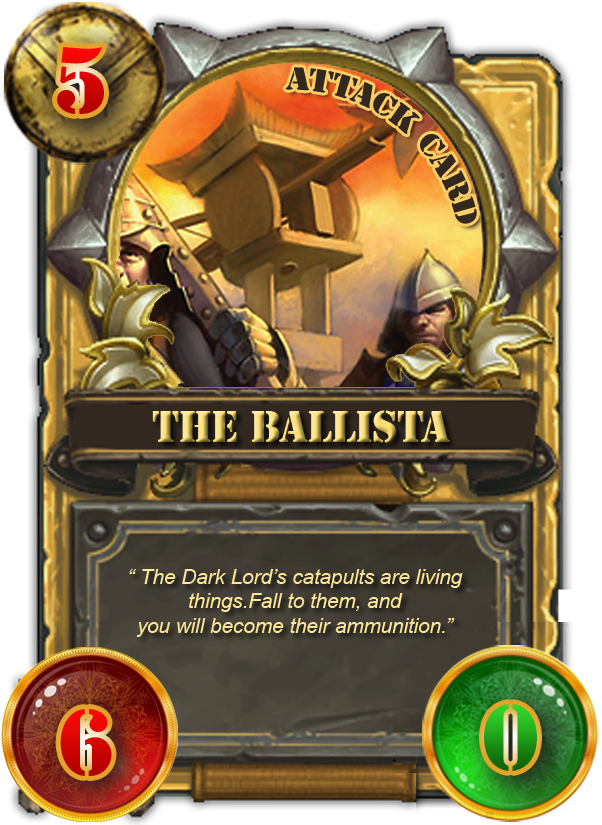 5
ATTACK CARD
THE BALLISTA
“ The Dark Lord’s catapults are living
things.Fall to them, and
you will become their ammunition.”
6
0